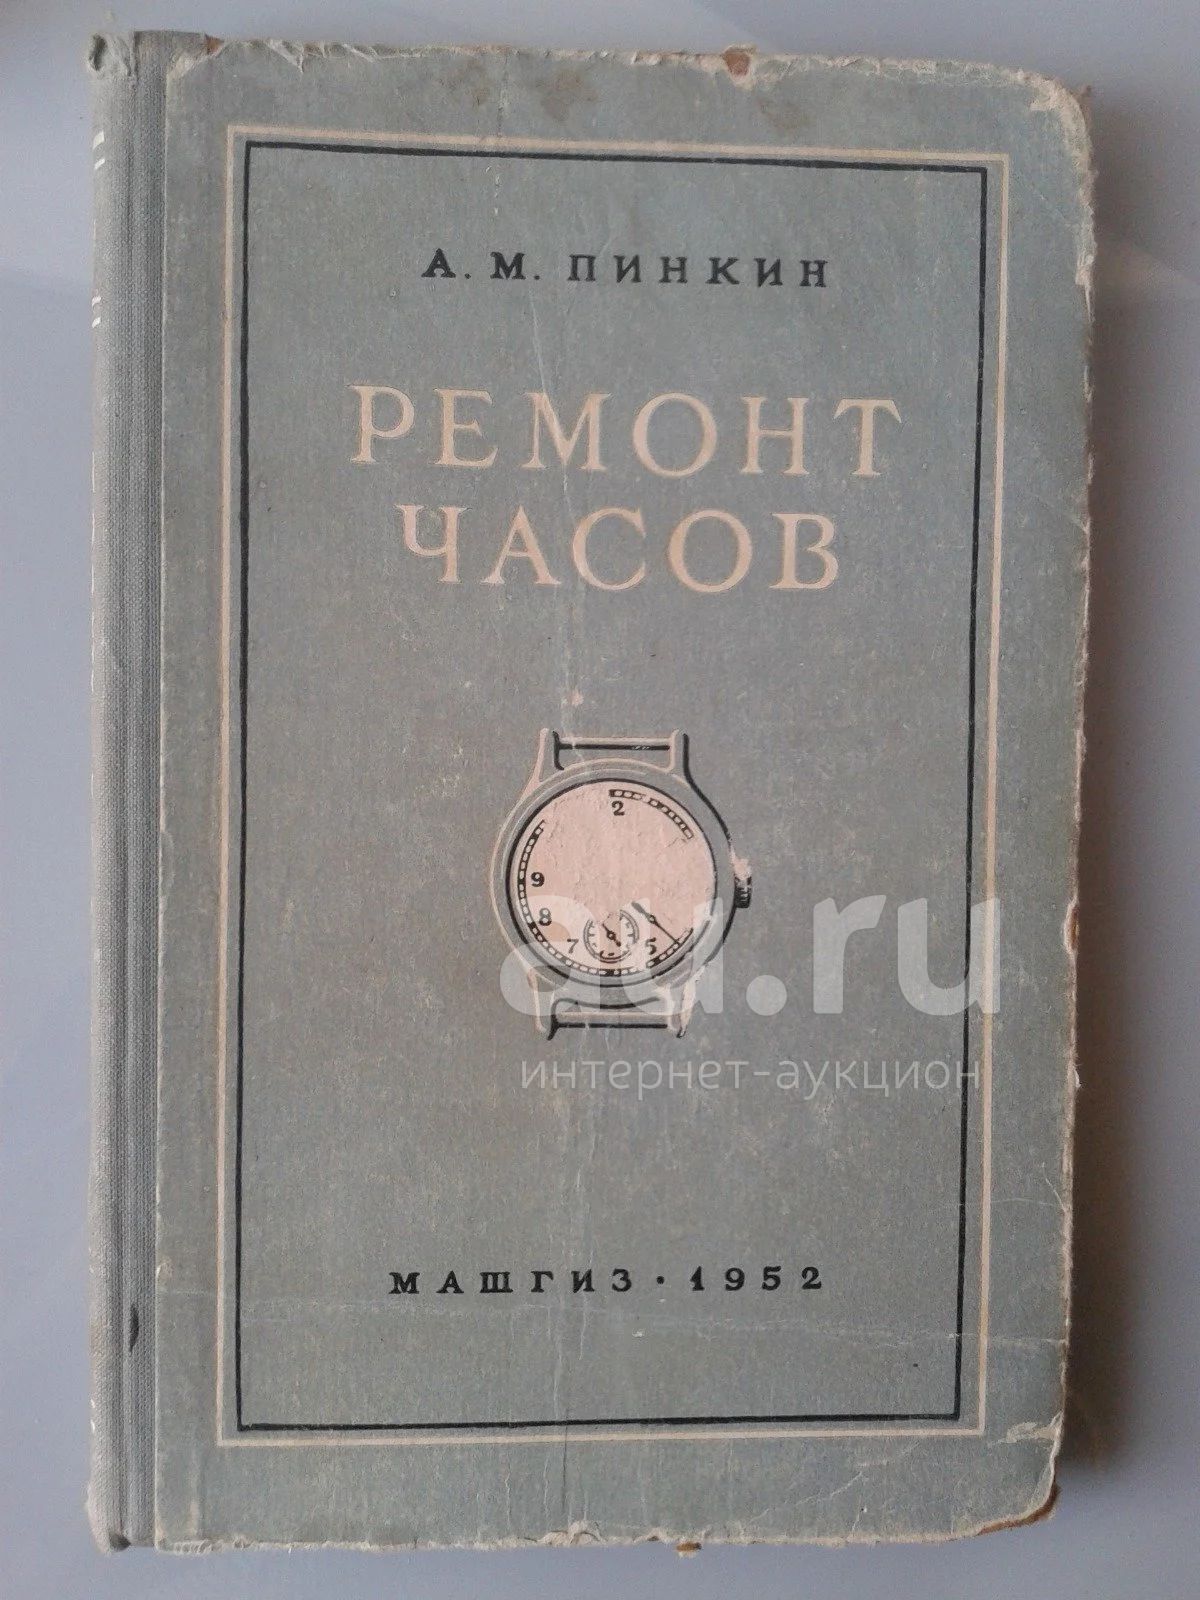 А. М. ПИНКИН
РЕМОНТ
ЧАСОВ
2
9
8
7
5
au.ru
интернет-аукцион
МАШГИЗ · 1952